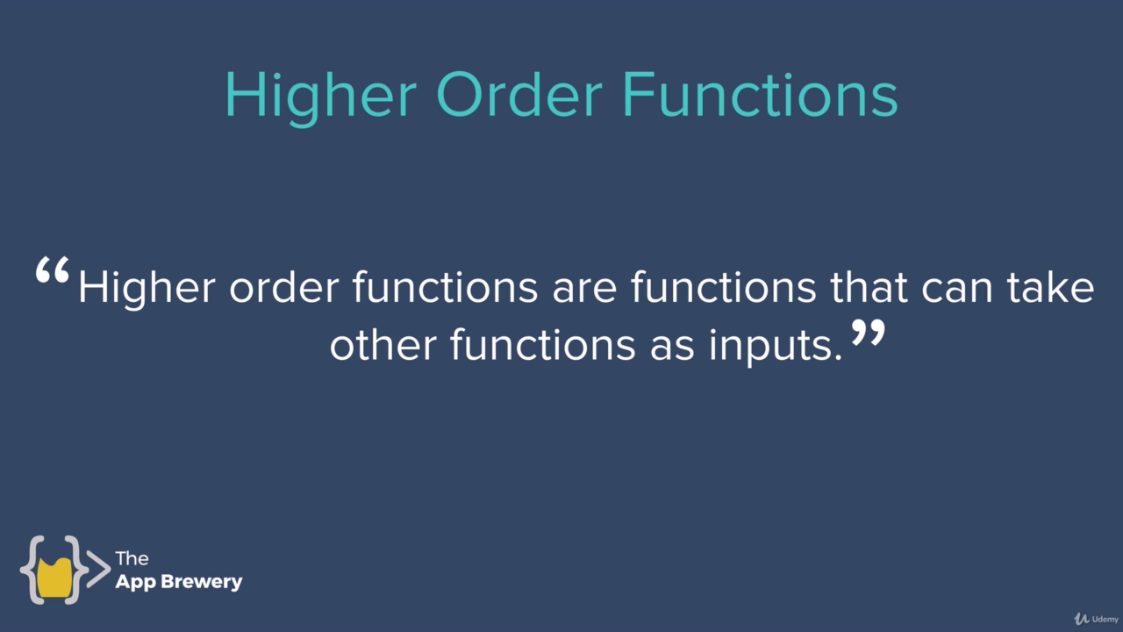 Higher Order Functions
“Higher order functions are functions that can take
other functions as inputs.”
The
App Brewery
Udemy